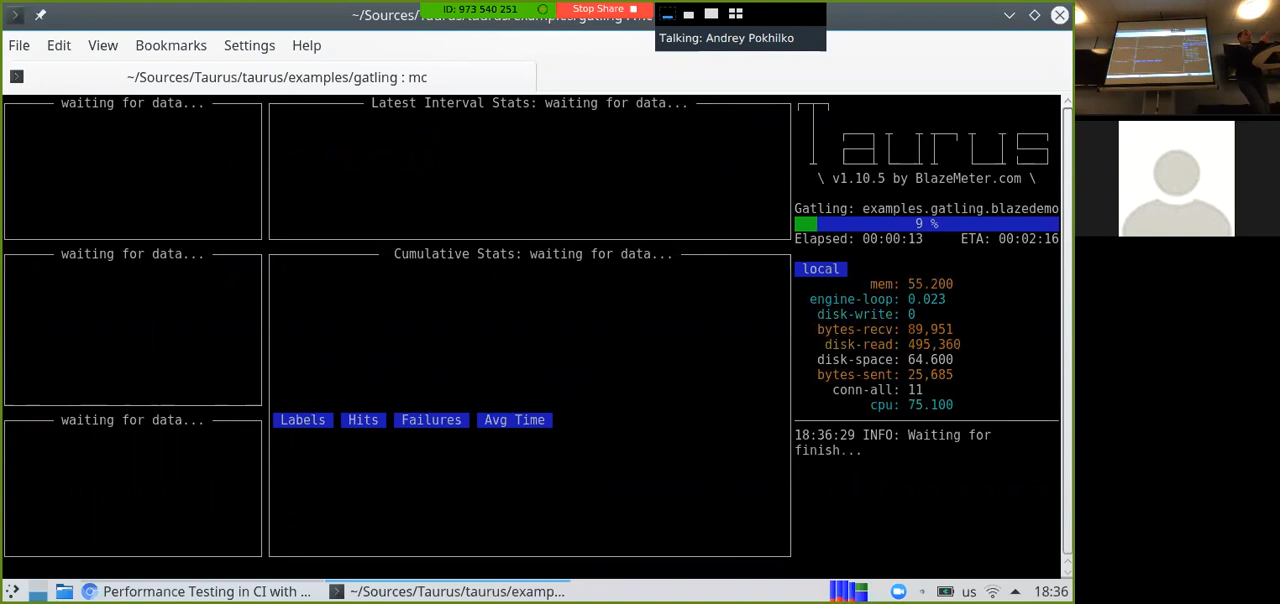 ~/Sources/Taurus/taurus/examples/gatling
ID: 973 540 251
Stop Share
Talking: Andrey Pokhilko
File Edit View Bookmarks Settings Help
~/Sources/Taurus/taurus/examples/gatling : mc
waiting for data...
Latest Interval Stats: waiting for data...
Taurus
\ v1.10.5 by BlazeMeter.com \
Gatling: examples.gatling.blazedemo
9 %
Elapsed: 00:00:13 ETA: 00:02:16
waiting for data...
Cumulative Stats: waiting for data...
local
mem: 55.200
engine-loop: 0.023
disk-write: 0
bytes-recv: 89,951
disk-read: 495,360
disk-space: 64.600
bytes-sent: 25,685
conn-all: 11
cpu: 75.100
waiting for data...
Labels Hits Failures Avg Time
18:36:29 INFO: Waiting for
finish...
Performance Testing in CI with ...
~/Sources/Taurus/taurus/examp...
us
18:36